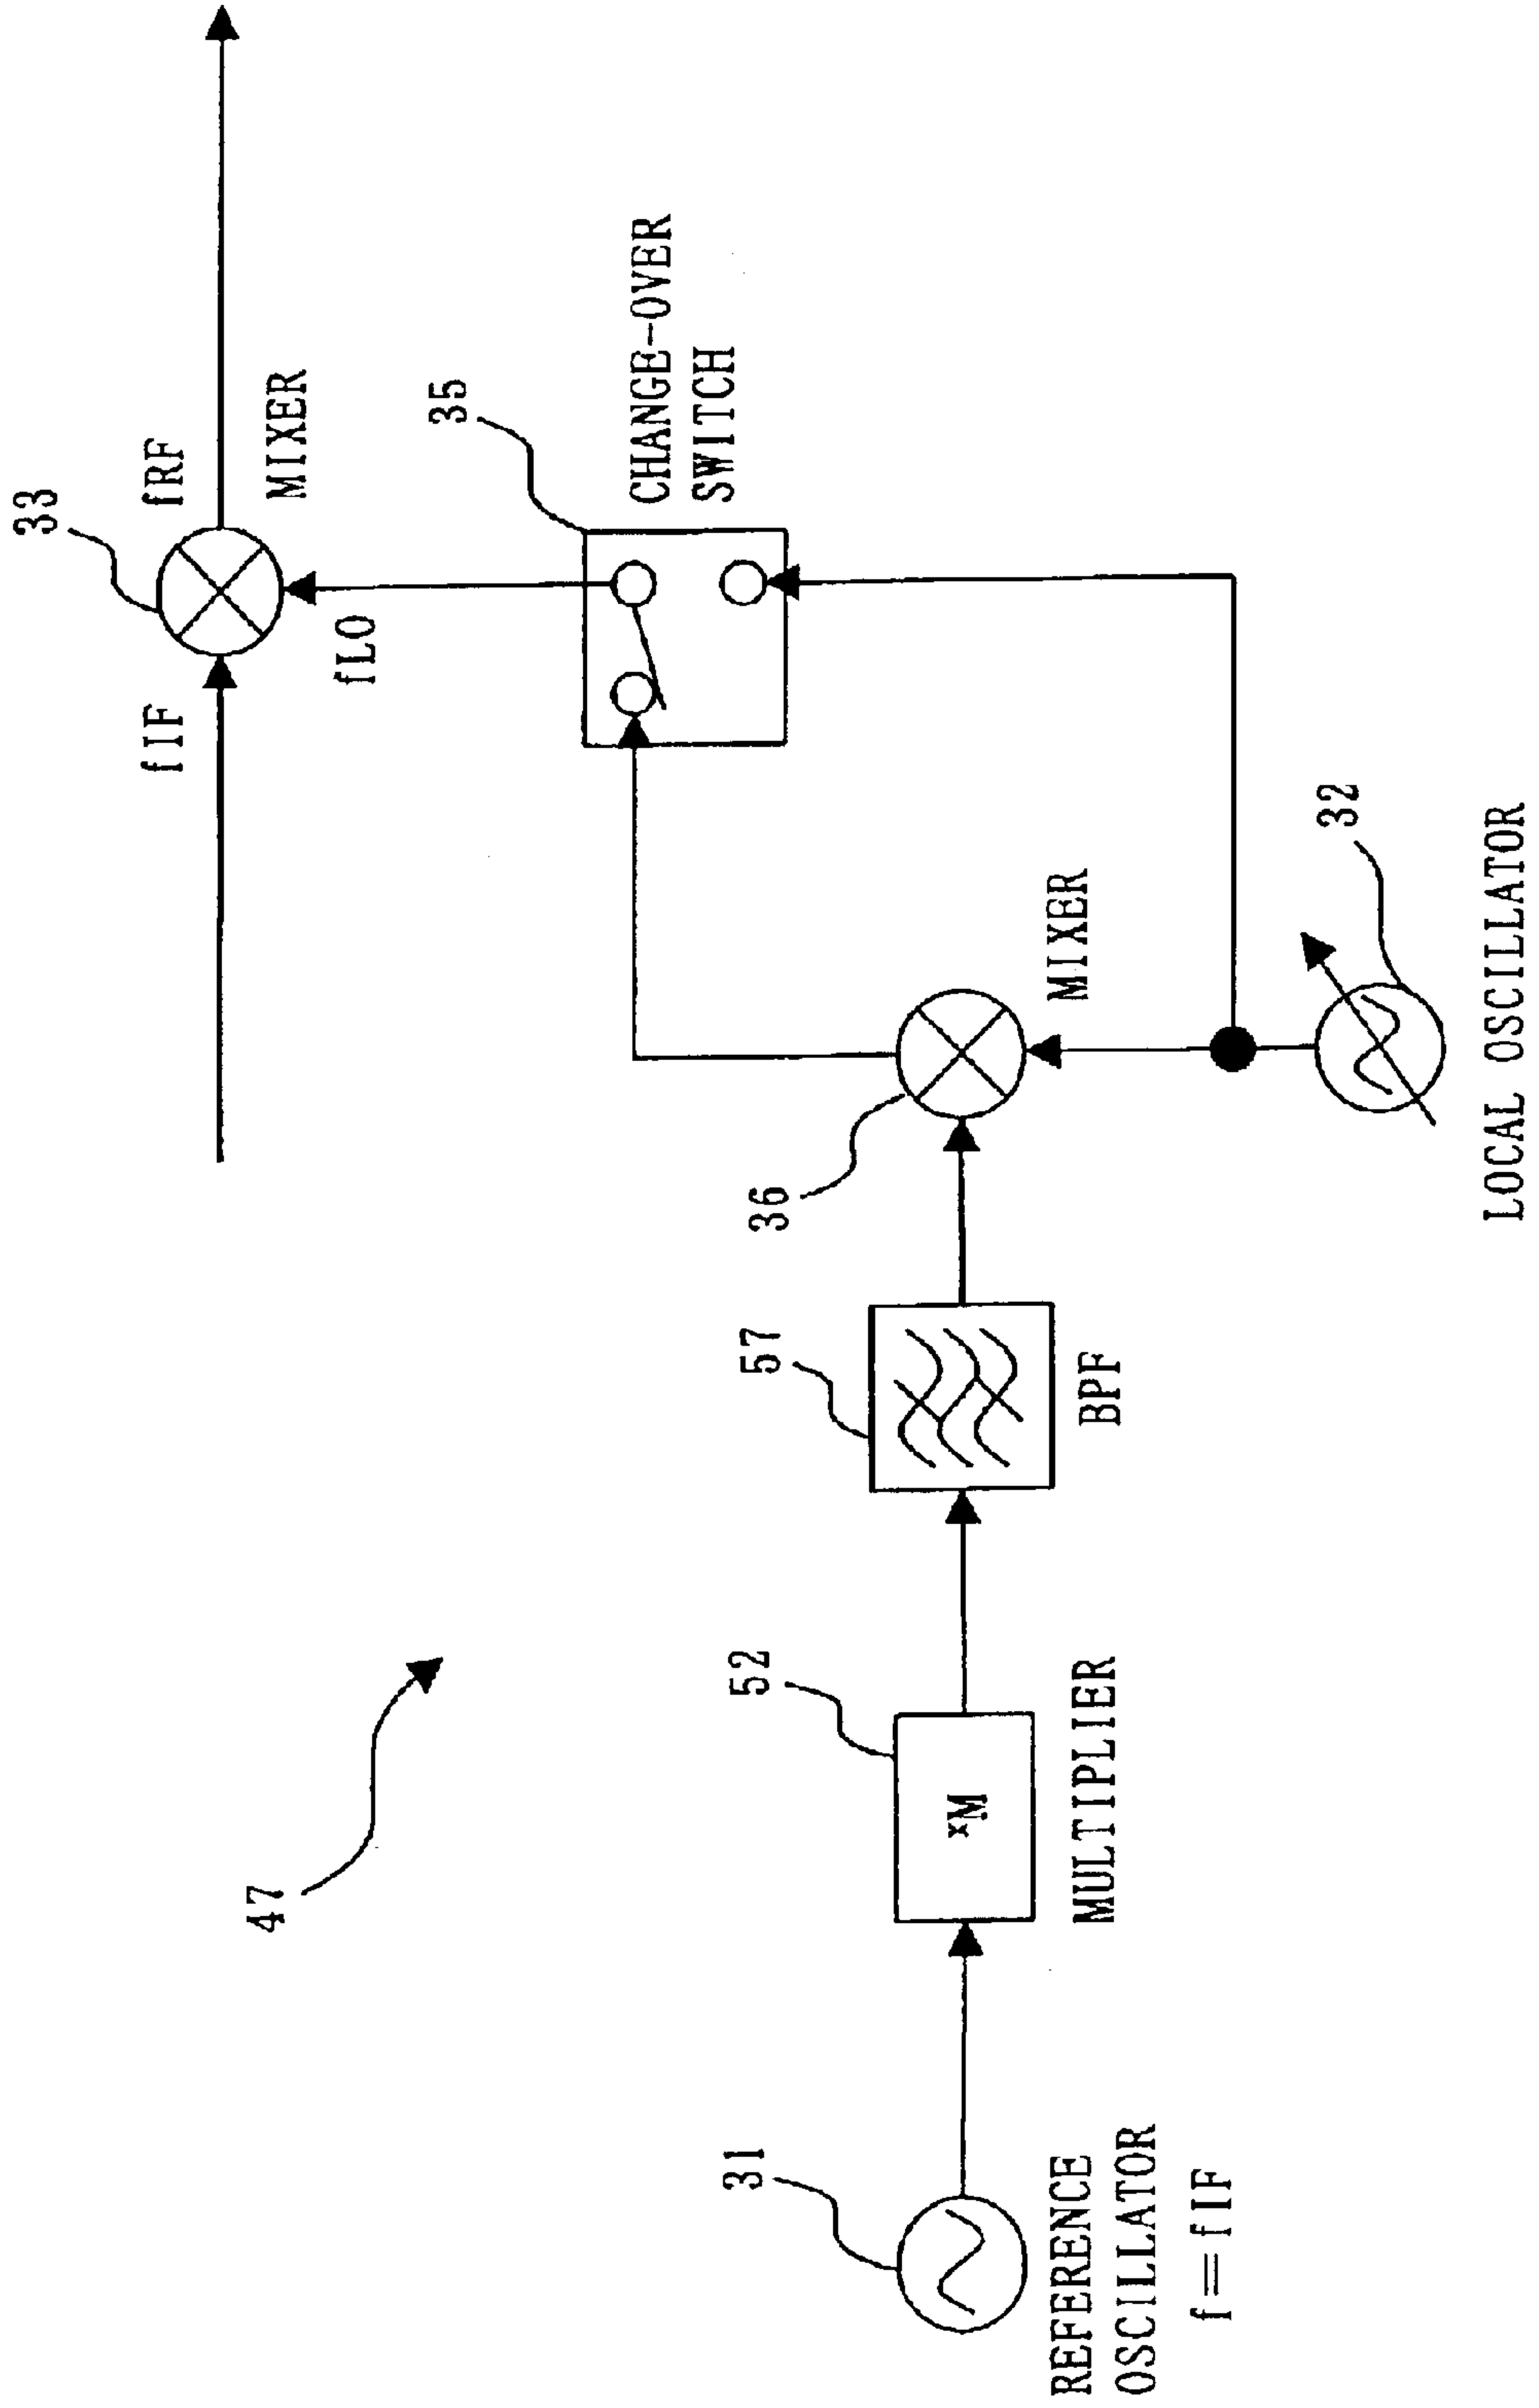 33
fIF
fRF
MIXER
fLO
35
CHANGE-OVER
SWITCH
47
31
52
57
36
×M
MIXER
REFERENCE
OSCILLATOR
f=fIF
MULTIPLIER
BPF
32
LOCAL OSCILLATOR